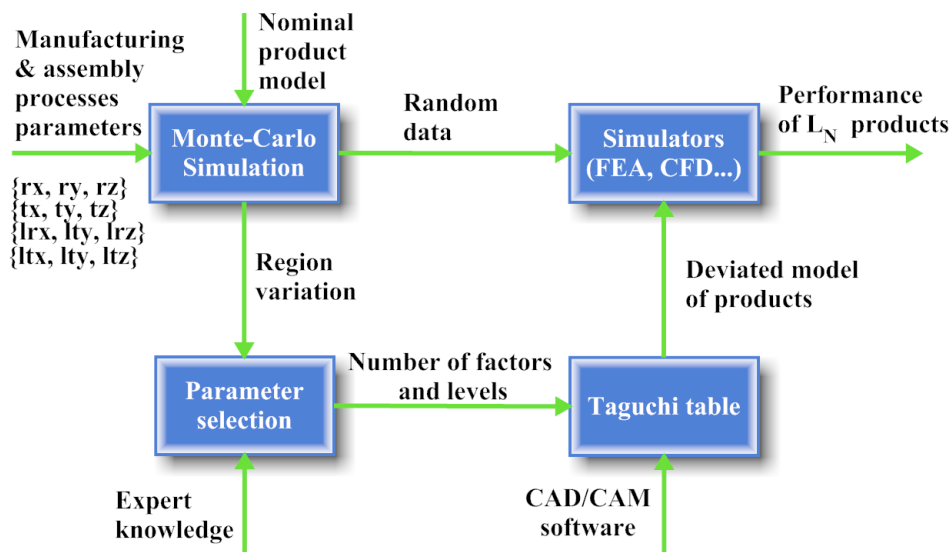 Manufacturing
& assembly
processes
parameters
Nominal
product
model
Monte-Carlo
Simulation
Random
data
Simulators
(FEA, CFD...)
Performance
of L_N products
{rx, ry, rz}
{tx, ty, tz}
{lrx, lty, lrz}
{ltx, lty, ltz}
Region
variation
Deviated model
of products
Parameter
selection
Number of factors
and levels
Taguchi table
Expert
knowledge
CAD/CAM
software